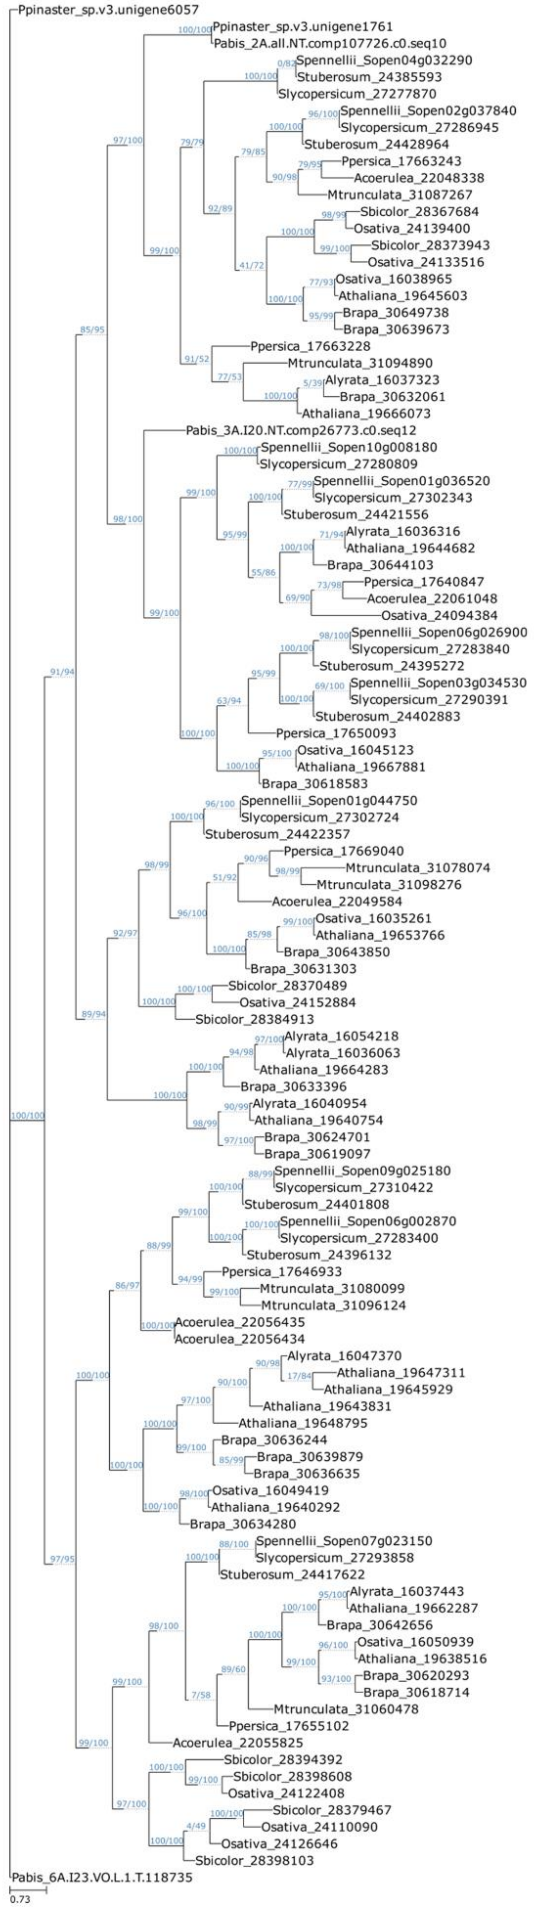 Ppinaster_sp.v3.unigene6057
100/100 Ppinaster_sp.v3.unigene1761
Pabis_2A.all.NT.comp107726.c0.seq10
0/82 Spennellii_Sopen04g032290
100/100 Stuberosum_24385593
Slycopersicum_27277870
96/100 Spennellii_Sopen02g037840
100/100 Slycopersicum_27286945
97/100 79/79 Stuberosum_24428964
79/85 79/95 Ppersica_17663243
90/98 Acoerulea_22048338
Mtrunculata_31087267
92/89 98/99 Sbicolor_28367684
100/100 Osativa_24139400
99/100 99/100 Sbicolor_28373943
41/72 Osativa_24133516
77/93 Osativa_16038965
100/100 Athaliana_19645603
95/99 Brapa_30649738
Brapa_30639673
85/95 Ppersica_17663228
91/52 Mtrunculata_31094890
77/53 5/39 Alyrata_16037323
100/100 Brapa_30632061
Athaliana_19666073
Pabis_3A.I20.NT.comp26773.c0.seq12
100/100 Spennellii_Sopen10g008180
Slycopersicum_27280809
77/99 Spennellii_Sopen01g036520
99/100 100/100 Slycopersicum_27302343
98/100 Stuberosum_24421556
95/99 71/94 Alyrata_16036316
100/100 Athaliana_19644682
55/86 Brapa_30644103
73/98 Ppersica_17640847
69/90 Acoerulea_22061048
99/100 Osativa_24094384
98/100 Spennellii_Sopen06g026900
100/100 Slycopersicum_27283840
91/94 95/99 Stuberosum_24395272
69/100 Spennellii_Sopen03g034530
63/94 100/100 Slycopersicum_27290391
Stuberosum_24402883
100/100 Ppersica_17650093
95/100 Osativa_16045123
100/100 Athaliana_19667881
Brapa_30618583
96/100 Spennellii_Sopen01g044750
100/100 Slycopersicum_27302724
Stuberosum_24422357
98/99 90/96 Ppersica_17669040
51/92 98/99 Mtrunculata_31078074
Mtrunculata_31098276
96/100 Acoerulea_22049584
92/97 99/100 Osativa_16035261
85/98 Athaliana_19653766
100/100 Brapa_30643850
Brapa_30631303
100/100 Sbicolor_28370489
100/100 Osativa_24152884
89/94 Sbicolor_28384913
97/100 Alyrata_16054218
94/98 Alyrata_16036063
100/100 Athaliana_19664283
Brapa_30633396
100/100 90/99 Alyrata_16040954
100/100 98/99 Athaliana_19640754
97/100 Brapa_30624701
Brapa_30619097
88/99 Spennellii_Sopen09g025180
100/100 Slycopersicum_27310422
99/100 Stuberosum_24401808
100/100 Spennellii_Sopen06g002870
100/100 Slycopersicum_27283400
88/99 Stuberosum_24396132
94/99 Ppersica_17646933
86/97 99/100 Mtrunculata_31080099
Mtrunculata_31096124
100/100 Acoerulea_22056435
Acoerulea_22056434
90/98 Alyrata_16047370
100/100 90/100 17/84 Athaliana_19647311
Athaliana_19645929
97/100 Athaliana_19643831
Athaliana_19648795
100/100 99/100 Brapa_30636244
85/99 Brapa_30639879
100/100 Brapa_30636635
98/100 Osativa_16049419
100/100 Athaliana_19640292
Brapa_30634280
88/100 Spennellii_Sopen07g023150
97/95 100/100 Slycopersicum_27293858
Stuberosum_24417622
95/100 Alyrata_16037443
98/100 100/100 Athaliana_19662287
Brapa_30642656
100/100 96/100 Osativa_16050939
99/100 Athaliana_19638516
89/60 93/100 Brapa_30620293
99/100 7/58 Brapa_30618714
Mtrunculata_31060478
Ppersica_17655102
99/100 Acoerulea_22055825
100/100 Sbicolor_28394392
99/100 Sbicolor_28398608
Osativa_24122408
97/100 100/100 Sbicolor_28379467
4/49 Osativa_24110090
100/100 Osativa_24126646
Sbicolor_28398103
Pabis_6A.I23.VO.L.1.T.118735
0.73